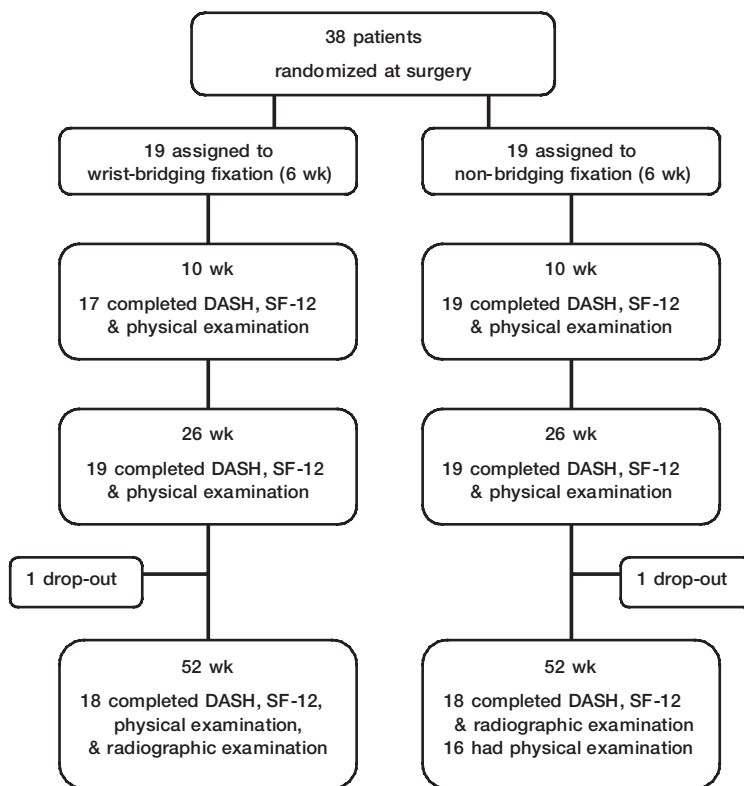 38 patients
randomized at surgery
19 assigned to
wrist-bridging fixation (6 wk)
19 assigned to
non-bridging fixation (6 wk)
10 wk
17 completed DASH, SF-12
& physical examination
10 wk
19 completed DASH, SF-12
& physical examination
26 wk
19 completed DASH, SF-12
& physical examination
26 wk
19 completed DASH, SF-12
& physical examination
1 drop-out
1 drop-out
52 wk
18 completed DASH, SF-12,
physical examination,
& radiographic examination
52 wk
18 completed DASH, SF-12
& radiographic examination
16 had physical examination